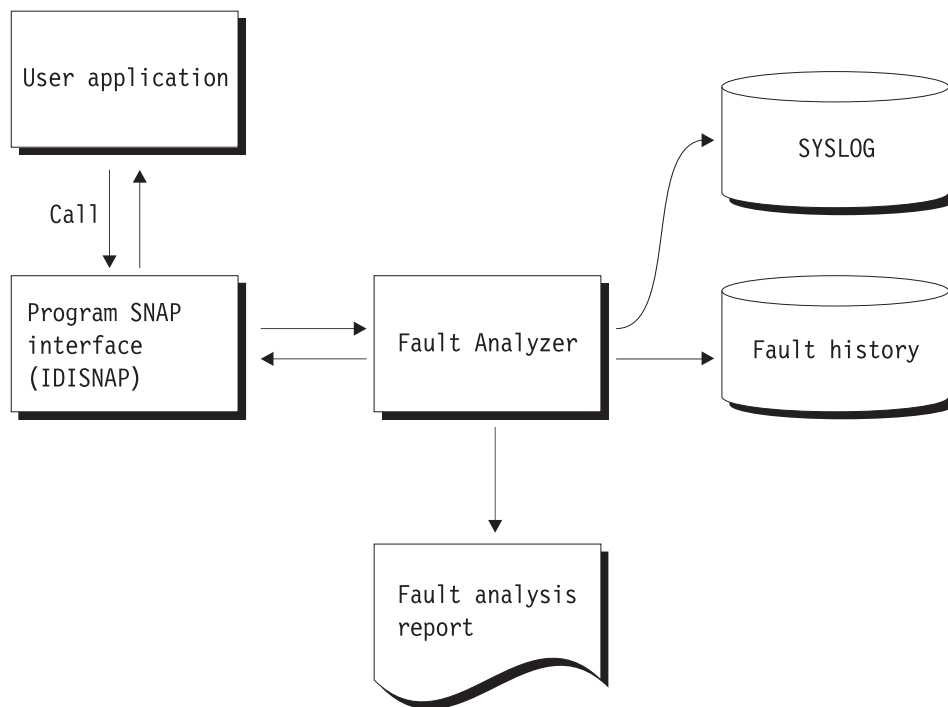 User application
SYSLOG
Call
Program SNAP
interface
(IDISNAP)
Fault Analyzer
Fault history
Fault analysis
report